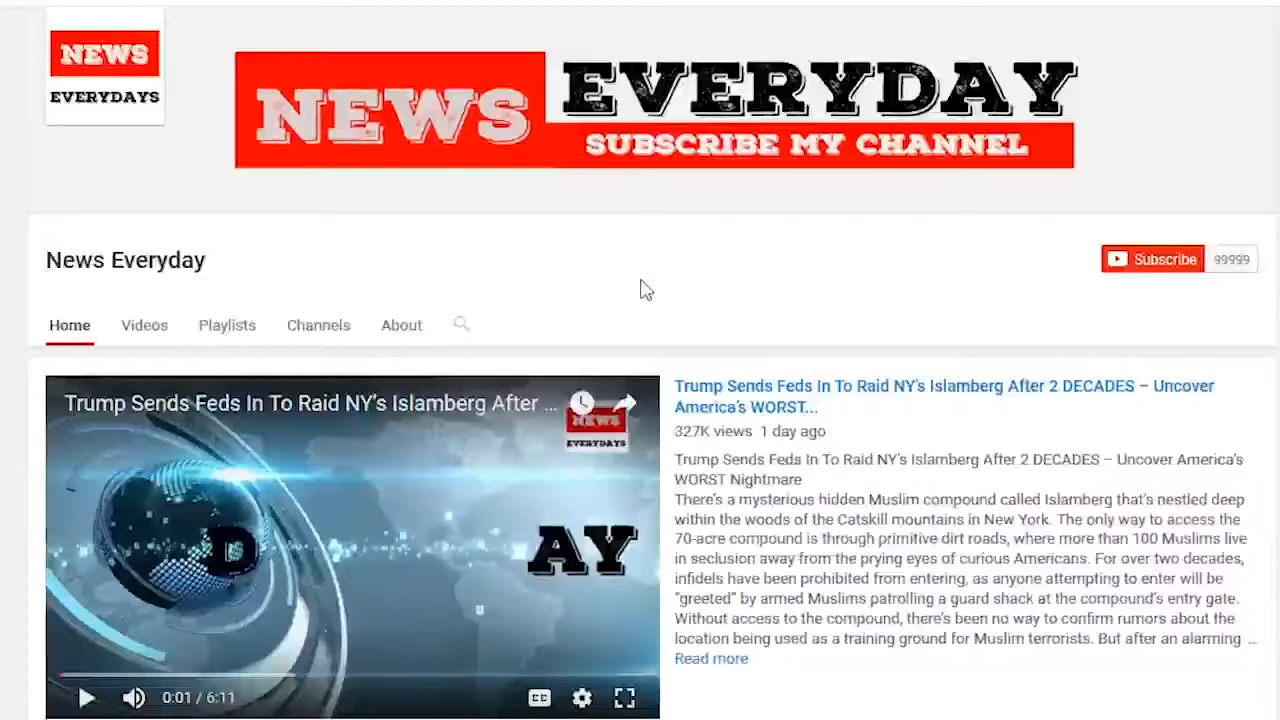 NEWS
EVERYDAYS
NEWS
EVERYDAY
SUBSCRIBE MY CHANNEL
News Everyday
Subscribe 99999
Home Videos Playlists Channels About
Trump Sends Feds In To Raid NY's Islamberg After ...
NEWS
EVERYDAYS
D AY
0:01 / 6:11
CC
Trump Sends Feds In To Raid NY's Islamberg After 2 DECADES – Uncover
America's WORST...
327K views 1 day ago
Trump Sends Feds In To Raid NY's Islamberg After 2 DECADES – Uncover America's
WORST Nightmare
There's a mysterious hidden Muslim compound called Islamberg that's nestled deep
within the woods of the Catskill mountains in New York. The only way to access the
70-acre compound is through primitive dirt roads, where more than 100 Muslims live
in seclusion away from the prying eyes of curious Americans. For over two decades,
infidels have been prohibited from entering, as anyone attempting to enter will be
"greeted" by armed Muslims patrolling a guard shack at the compound's entry gate.
Without access to the compound, there's been no way to confirm rumors about the
location being used as a training ground for Muslim terrorists. But after an alarming ...
Read more